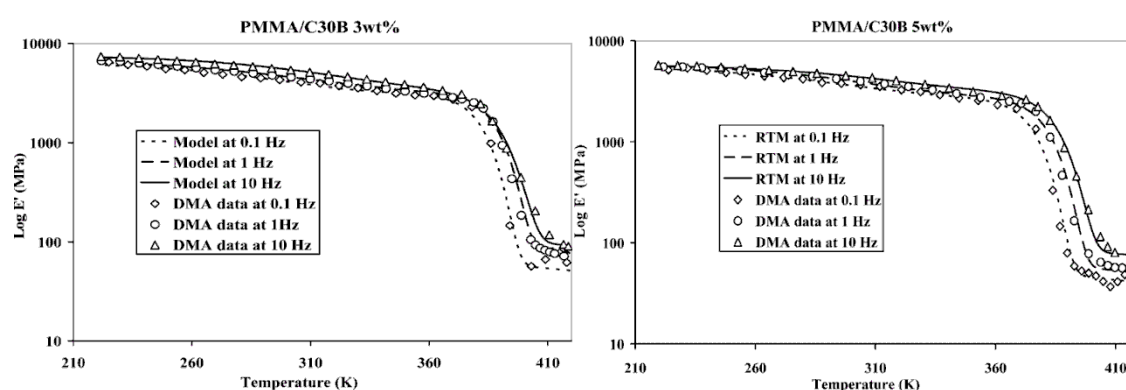 PMMA/C30B 3wt%
10000
1000
100
10
Log E' (MPa)
Model at 0.1 Hz
Model at 1 Hz
Model at 10 Hz
DMA data at 0.1 Hz
DMA data at 1Hz
DMA data at 10 Hz
210 260 310 360 410
Temperature (K)
PMMA/C30B 5wt%
10000
1000
100
10
Log E' (MPa)
RTM at 0.1 Hz
RTM at 1 Hz
RTM at 10 Hz
DMA data at 0.1 Hz
DMA data at 1 Hz
DMA data at 10 Hz
210 260 310 360 410
Temperature (K)